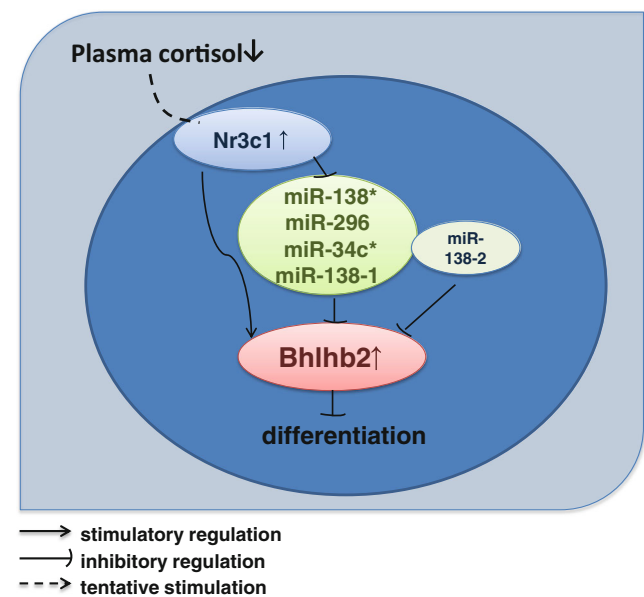 Plasma cortisol↓
Nr3c1 ↑
miR-138*
miR-296
miR-34c*
miR-138-1
miR-
138-2
Bhlhb2↑
differentiation
stimulatory regulation
inhibitory regulation
tentative stimulation